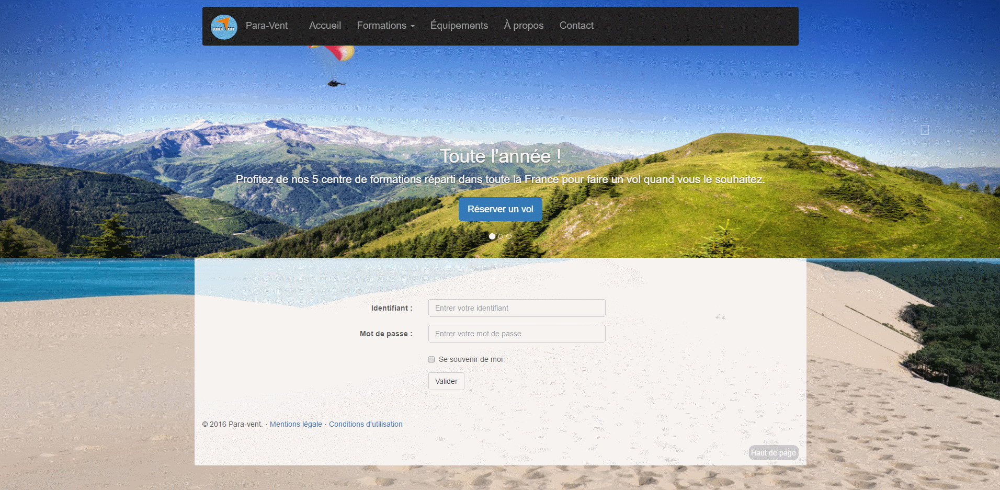 PARA VENT
Para-Vent Accueil Formations Équipements À propos Contact
Toute l'année !
Profitez de nos 5 centre de formations réparti dans toute la France pour faire un vol quand vous le souhaitez.
Réserver un vol
Identifiant : Entrer votre identifiant
Mot de passe : Entrer votre mot de passe
Se souvenir de moi
Valider
© 2016 Para-vent. · Mentions légale · Conditions d'utilisation
Haut de page